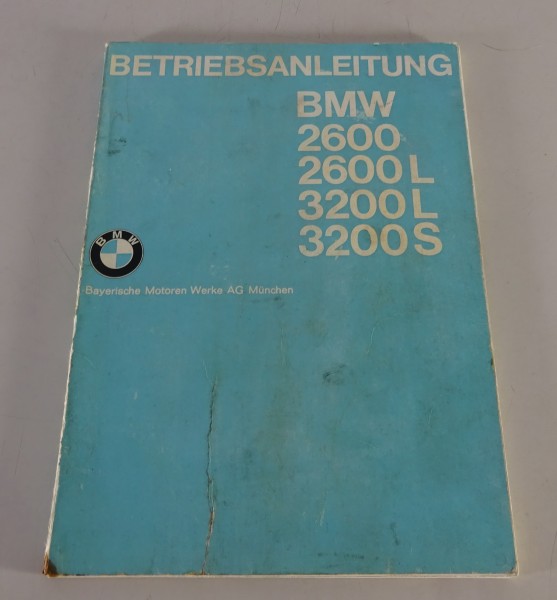 BETRIEBSANLEITUNG
BMW
2600
2600 L
3200 L
3200 S
BMW
Bayerische Motoren Werke AG München